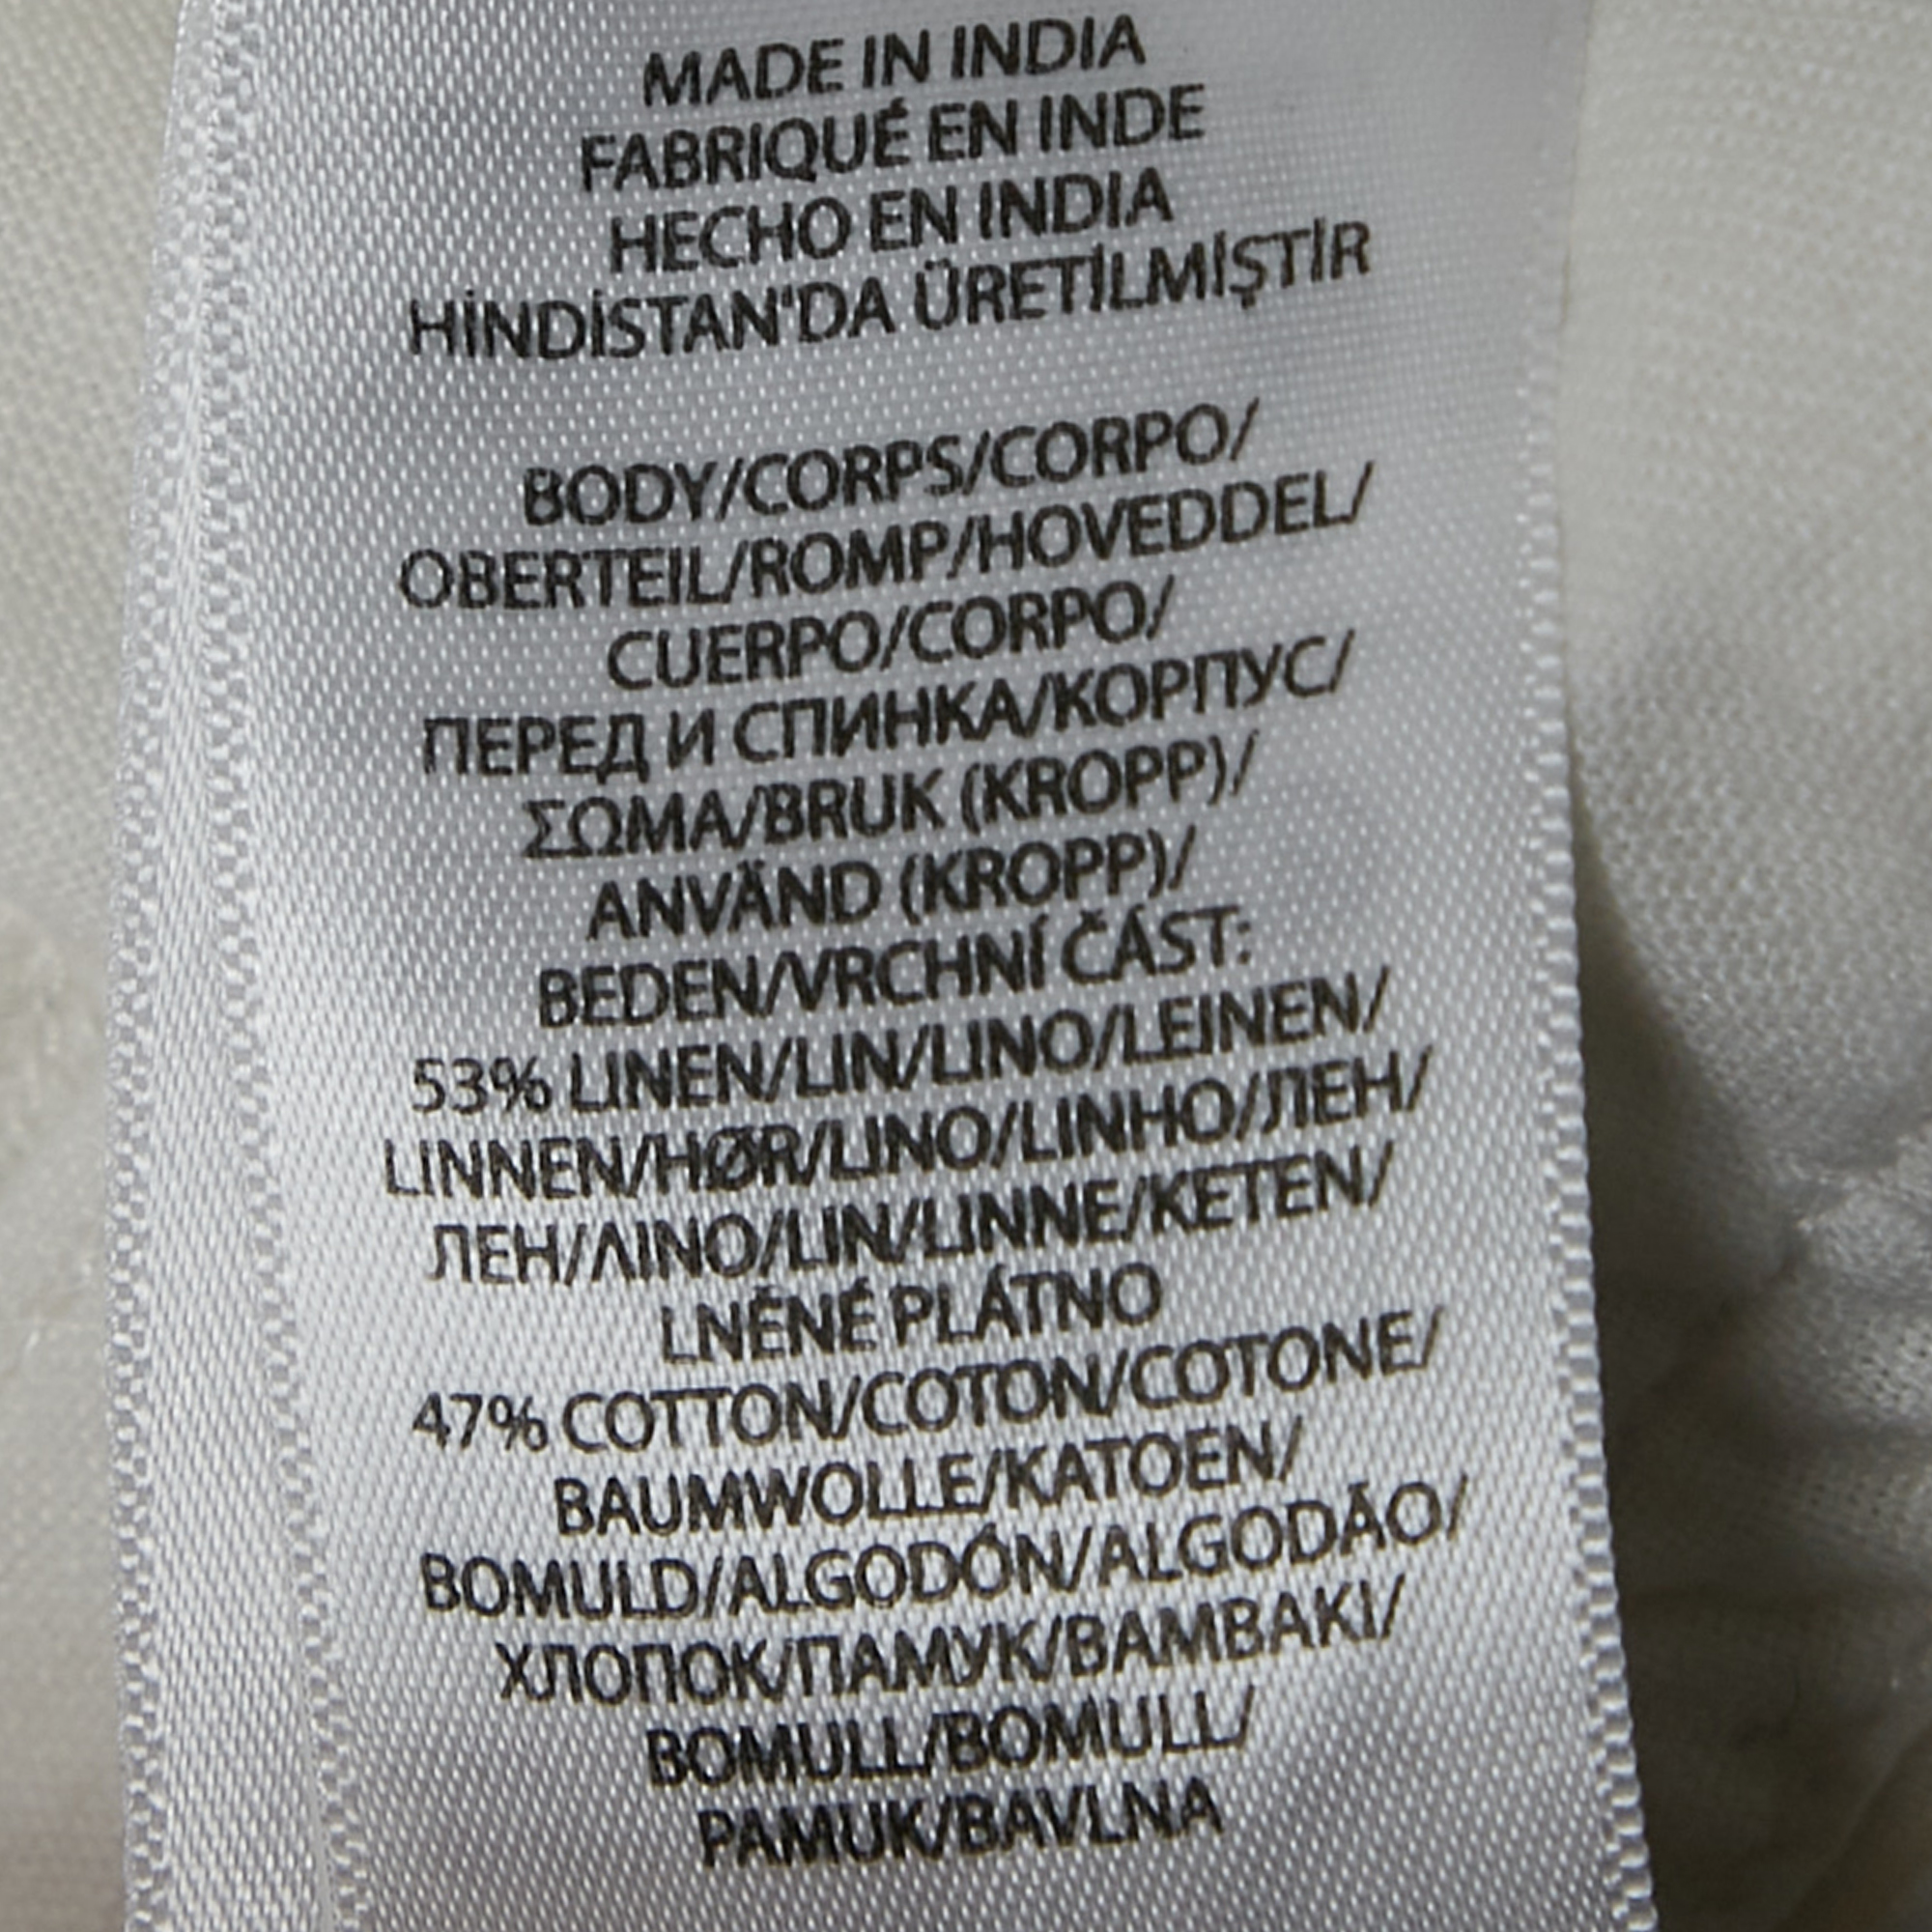 MADE IN INDIA
FABRIQUÉ EN INDE
HECHO EN INDIA
HİNDİSTAN'DA ÜRETİLMİŞTİR
BODY/CORPS/CORPO/
OBERTEIL/ROMP/HOVEDDEL/
CUERPO/CORPO/
ПЕРЕД И СПИНКА/КОРПУС/
ΣΩΜΑ/BRUK (KROPP)/
ANVÄND (KROPP)/
BEDEN/VRCHNÍ ČÁST:
53% LINEN/LIN/LINO/LEINEN/
LINNEN/HØR/LINO/LINHO/ЛЕН/
ЛЕН/ΛΙΝΟ/LIN/LINNE/KETEN/
LNĚNÉ PLÁTNO
47% COTTON/COTON/COTONE/
BAUMWOLLE/KATOEN/
BOMULD/ALGODÓN/ALGODÃO/
ХЛОПОК/ПАМУК/ΒΑΜΒΑΚΙ/
BOMULL/BOMULL/
PAMUK/BAVLNA